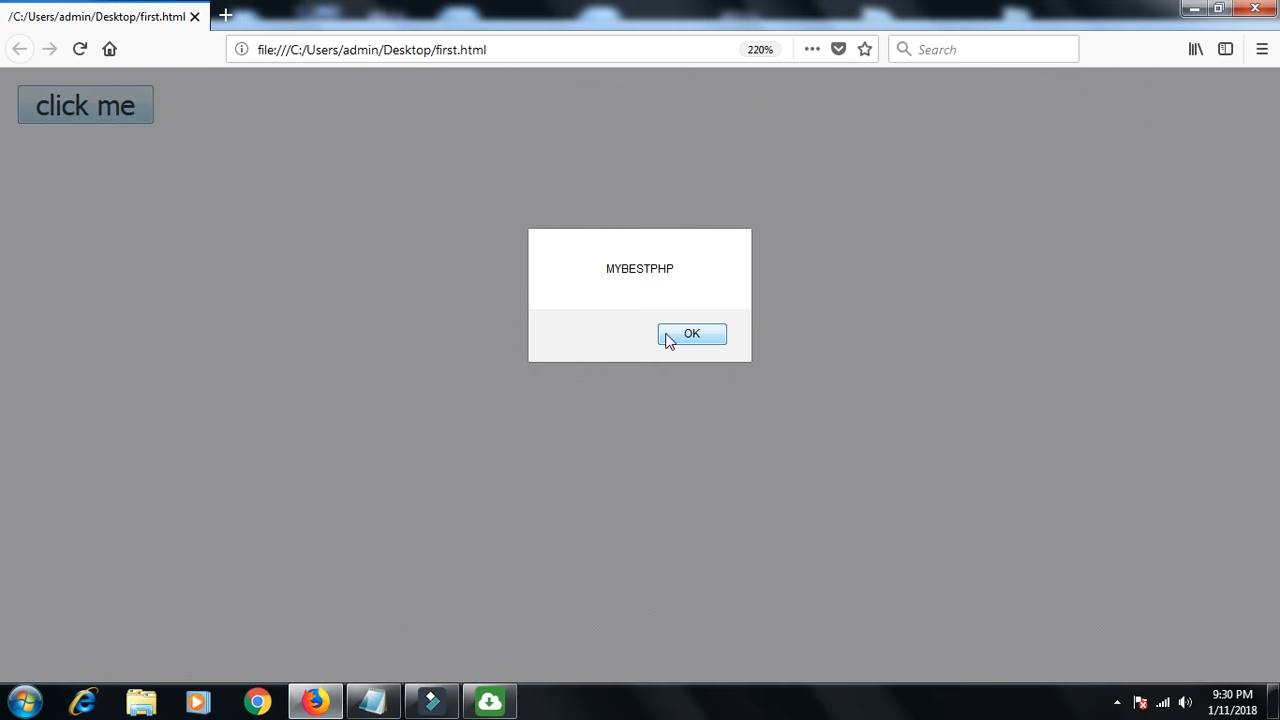 /C:/Users/admin/Desktop/first.html
file:///C:/Users/admin/Desktop/first.html
220%
Search
click me
MYBESTPHP
OK
9:30 PM
1/11/2018